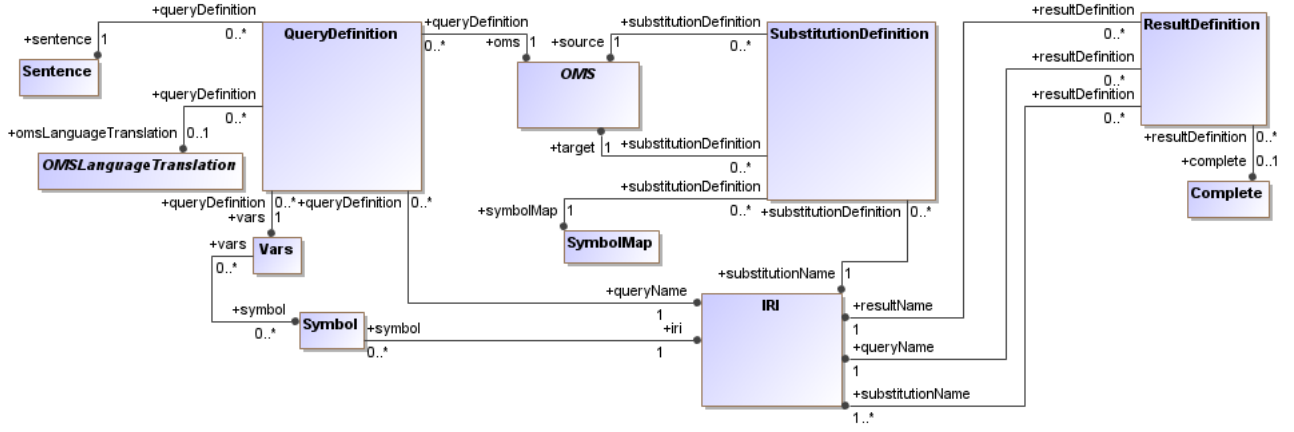 +queryDefinition
0..*
+sentence
1
Sentence
QueryDefinition
+queryDefinition
0..*
+oms
1
+queryDefinition
0..*
+omsLanguageTranslation
0..1
OMSLanguageTranslation
+queryDefinition
0..*
+vars
1
+queryDefinition
0..*
+vars
0..*
Vars
+symbol
0..*
Symbol
+symbol
0..*
+iri
1
+queryName
1
+substitutionDefinition
0..*
+source
1
OMS
+target
1
+substitutionDefinition
0..*
SubstitutionDefinition
+substitutionDefinition
0..*
+symbolMap
1
SymbolMap
+substitutionDefinition
0..*
+substitutionName
1
IRI
+resultName
1
+queryName
1
+substitutionName
1..*
+resultDefinition
0..*
+resultDefinition
0..*
+resultDefinition
0..*
ResultDefinition
+resultDefinition
0..*
+complete
0..1
Complete